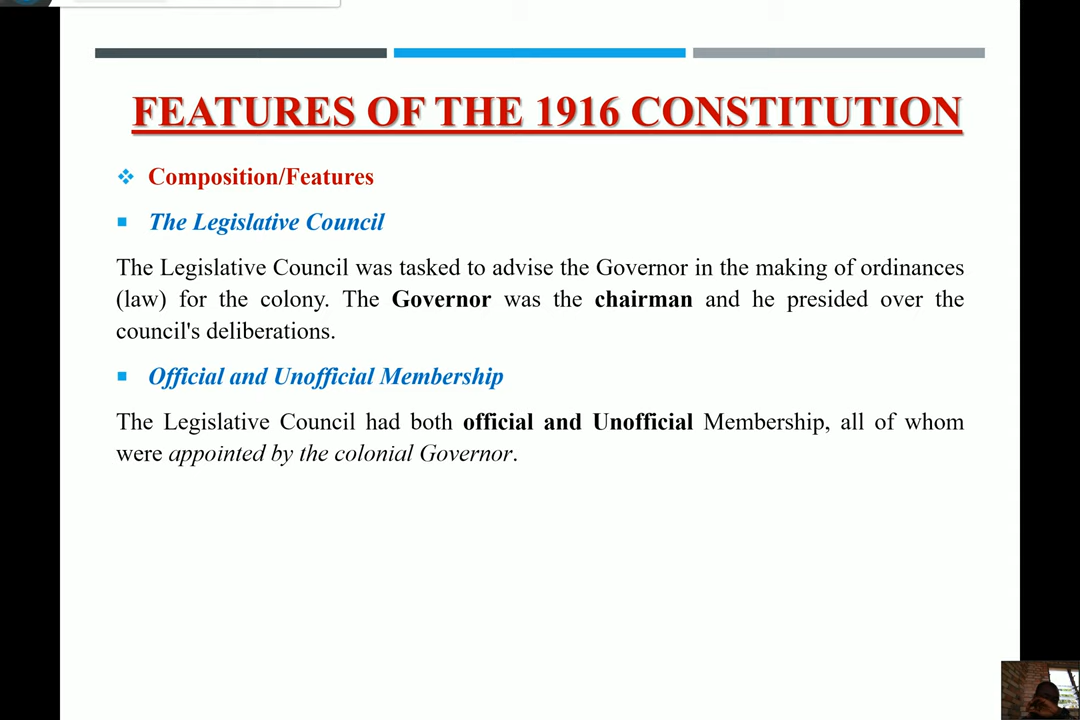 FEATURES OF THE 1916 CONSTITUTION
Composition/Features
The Legislative Council
The Legislative Council was tasked to advise the Governor in the making of ordinances
(law) for the colony. The Governor was the chairman and he presided over the
council's deliberations.
Official and Unofficial Membership
The Legislative Council had both official and Unofficial Membership, all of whom
were appointed by the colonial Governor.